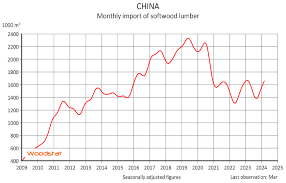 CHINA
Monthly import of softwood lumber
1000 m³
2400
2200
2000
1800
1600
1400
1200
1000
800
600
400
Woodstat
2009 2010 2011 2012 2013 2014 2015 2016 2017 2018 2019 2020 2021 2022 2023 2024 2025
Seasonally adjusted figures Last observation: Mar